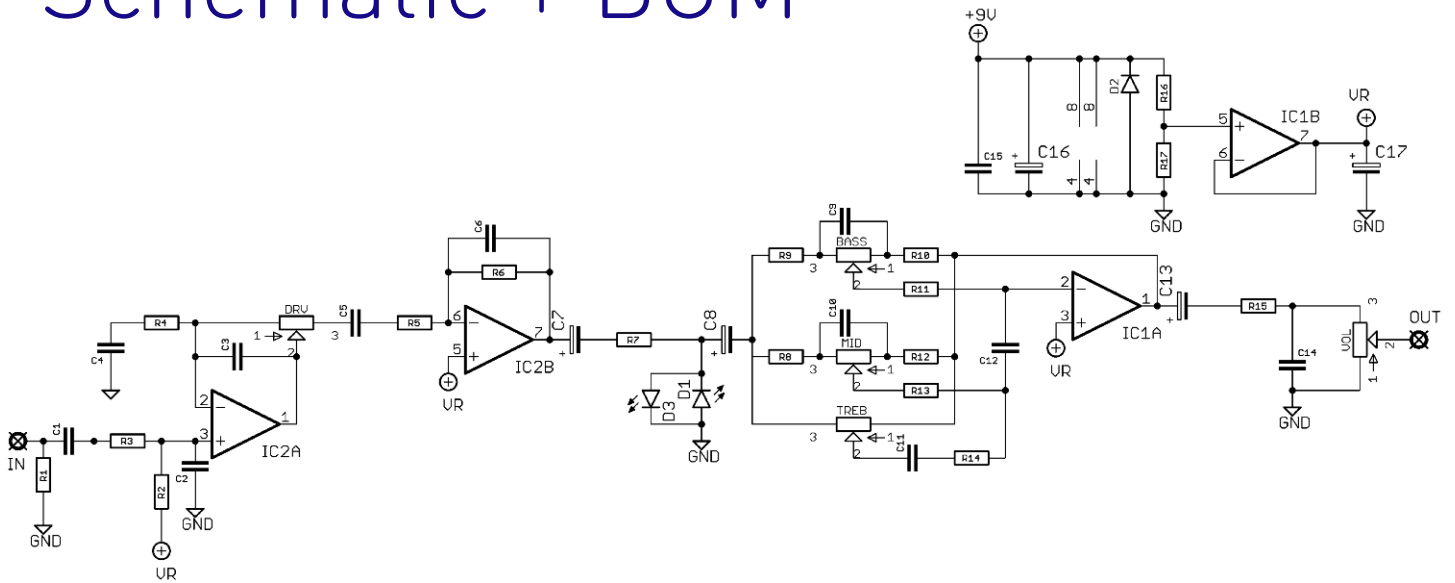 Schematic + BOM
+9V
C15
+
C16
8
8
4
4
D2
R16
R17
5
+
6
-
7
IC1B
VR
+
C17
GND
GND
IN
R1
GND
C1
R3
R2
VR
C2
GND
C4
R4
C3
DRV
1
2
3
2
-
3
+
1
IC2A
C5
R5
C6
R6
6
-
5
+
7
IC2B
VR
C7
+
R7
D3
D1
GND
C8
+
R9
C9
BASS
3
1
2
R10
R11
R8
C10
MID
3
1
2
R12
R13
TREB
3
1
2
C11
R14
C12
2
-
3
+
1
IC1A
VR
C13
+
R15
C14
GND
3
VOL
2
1
OUT